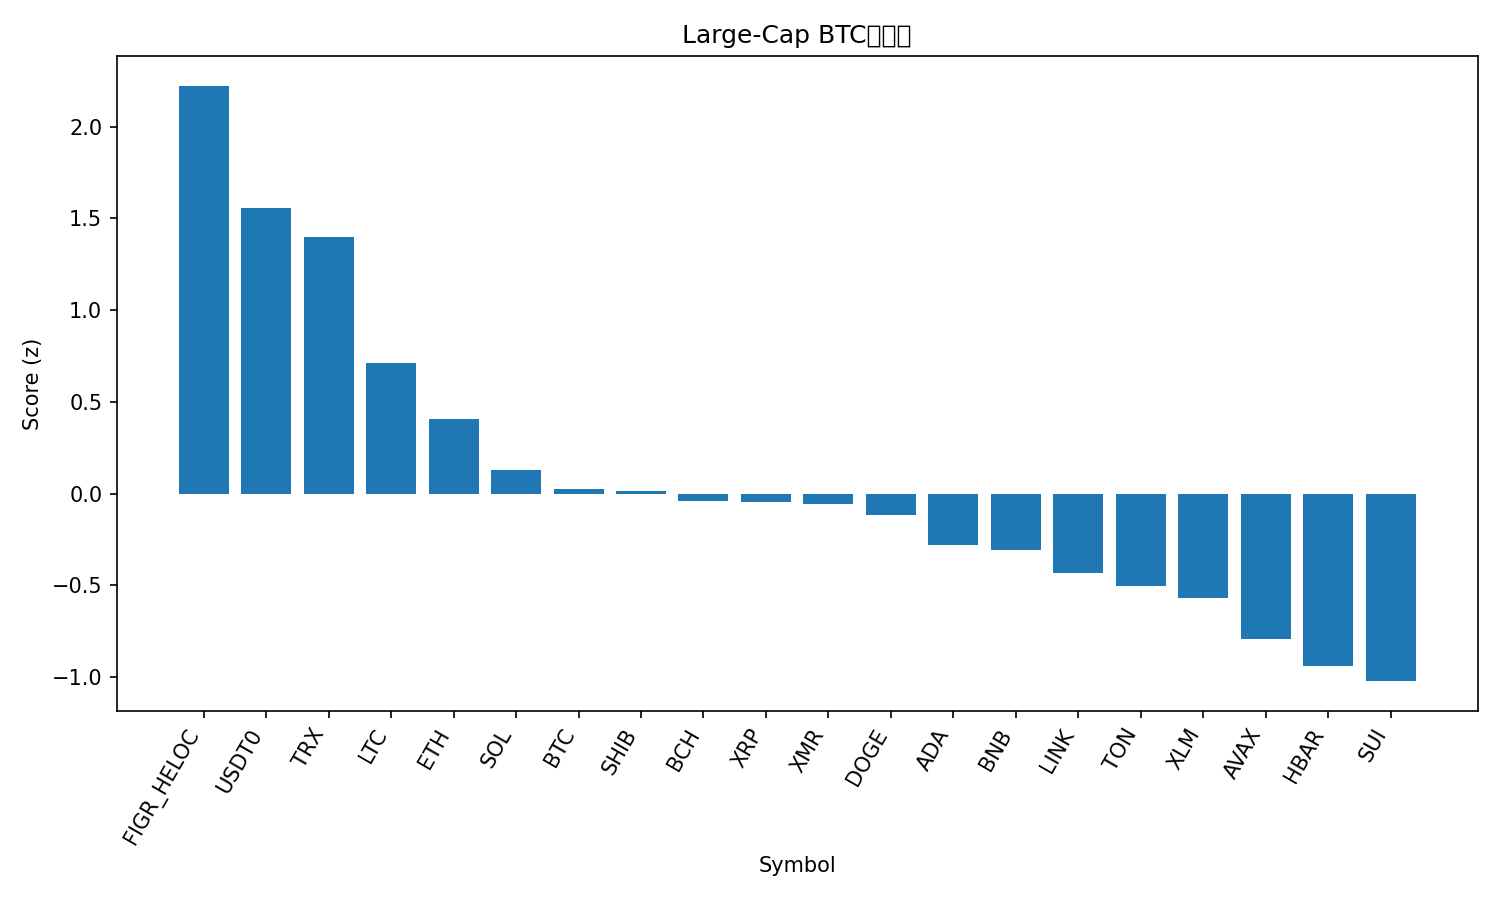 Large-Cap BTC
2.0
1.5
1.0
0.5
0.0
−0.5
−1.0
Score (z)
FIGR_HELOC
USDT0
TRX
LTC
ETH
SOL
BTC
SHIB
BCH
XRP
XMR
DOGE
ADA
BNB
LINK
TON
XLM
AVAX
HBAR
SUI
Symbol